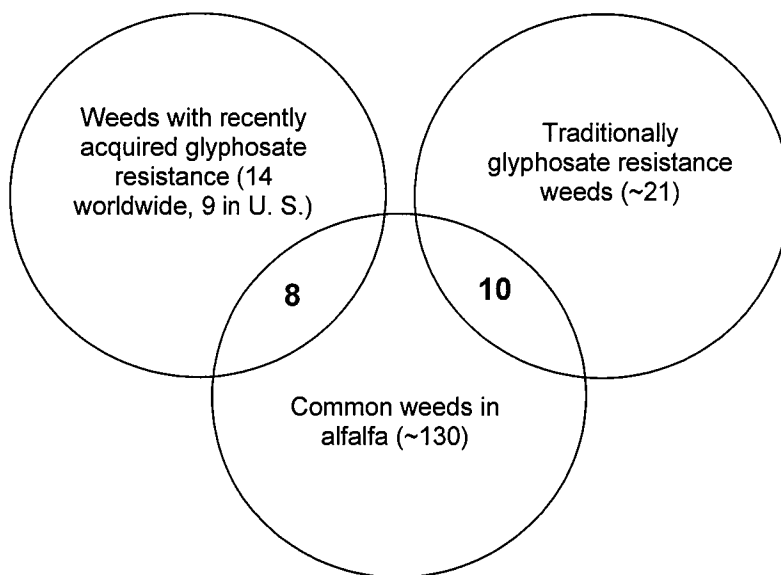 Weeds with recently
acquired glyphosate
resistance (14
worldwide, 9 in U. S.)
Traditionally
glyphosate resistance
weeds (~21)
8
10
Common weeds in
alfalfa (~130)